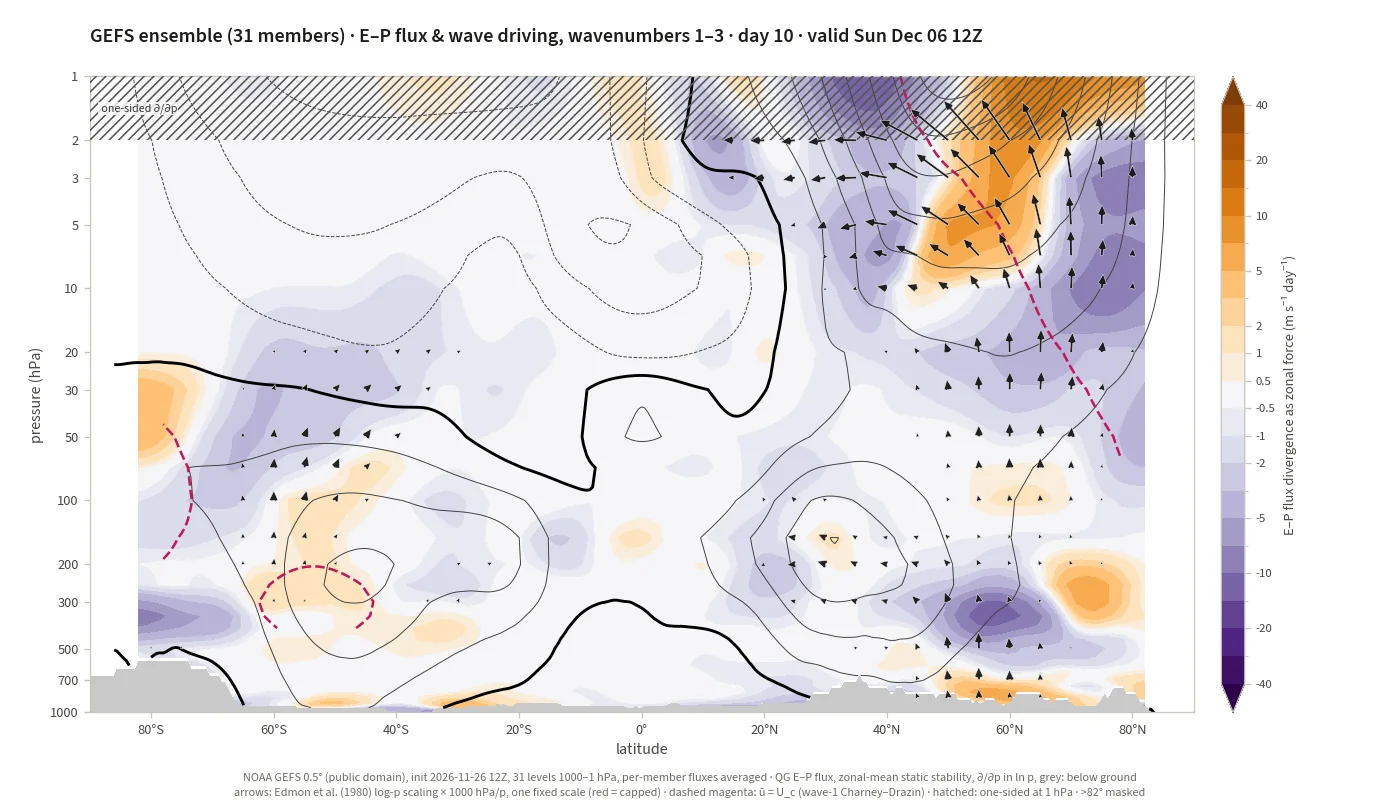 GEFS ensemble (31 members) · E–P flux & wave driving, wavenumbers 1–3 · day 10 · valid Sun Dec 06 12Z
one-sided ∂/∂p
pressure (hPa)
1
2
3
5
10
20
30
50
100
200
300
500
700
1000
80°S
60°S
40°S
20°S
0°
20°N
40°N
60°N
80°N
latitude
40
20
10
5
2
1
0.5
-0.5
-1
-2
-5
-10
-20
-40
E–P flux divergence as zonal force (m s⁻¹ day⁻¹)
NOAA GEFS 0.5° (public domain), init 2026-11-26 12Z, 31 levels 1000–1 hPa, per-member fluxes averaged · QG E–P flux, zonal-mean static stability, ∂/∂p in ln p, grey: below ground
arrows: Edmon et al. (1980) log-p scaling × 1000 hPa/p, one fixed scale (red = capped) · dashed magenta: ū = U_c (wave-1 Charney–Drazin) · hatched: one-sided at 1 hPa · >82° masked